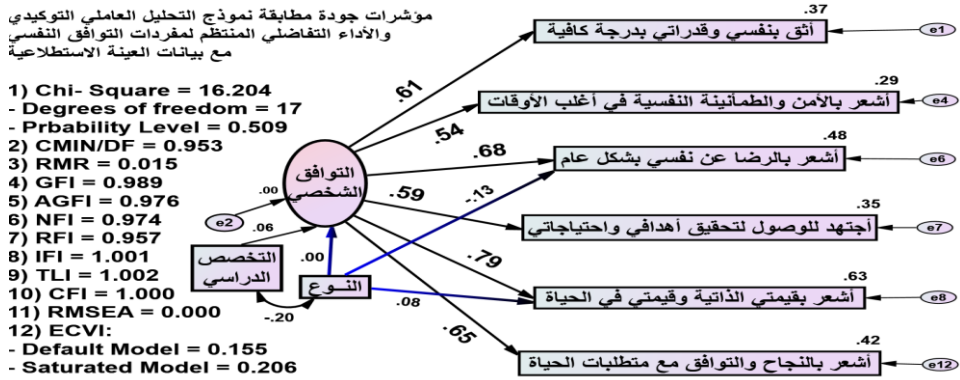 مؤشرات جودة مطابقة نموذج التحليل العاملي التوكيدي
والأداء التفاضلي المنتظم لمفردات التوافق النفسي
مع بيانات العينة الاستطلاعية
1) Chi- Square = 16.204
- Degrees of freedom = 17
- Prbability Level = 0.509
2) CMIN/DF = 0.953
3) RMR = 0.015
4) GFI = 0.989
5) AGFI = 0.976
6) NFI = 0.974
7) RFI = 0.957
8) IFI = 1.001
9) TLI = 1.002
10) CFI = 1.000
11) RMSEA = 0.000
12) ECVI:
- Default Model = 0.155
- Saturated Model = 0.206
.00
e2
.06
التوافق
الشخصي
التخصص
الدراسي
النوع
-.20
.00
.61
.54
.68
.59
-.13
.79
.08
.65
.37
أثق بنفسي وقدراتي بدرجة كافية
e1
.29
أشعر بالأمن والطمأنينة النفسية في أغلب الأوقات
e4
.48
أشعر بالرضا عن نفسي بشكل عام
e6
.35
أجتهد للوصول لتحقيق أهدافي واحتياجاتي
e7
.63
أشعر بقيمتي الذاتية وقيمتي في الحياة
e8
.42
أشعر بالنجاح والتوافق مع متطلبات الحياة
e12